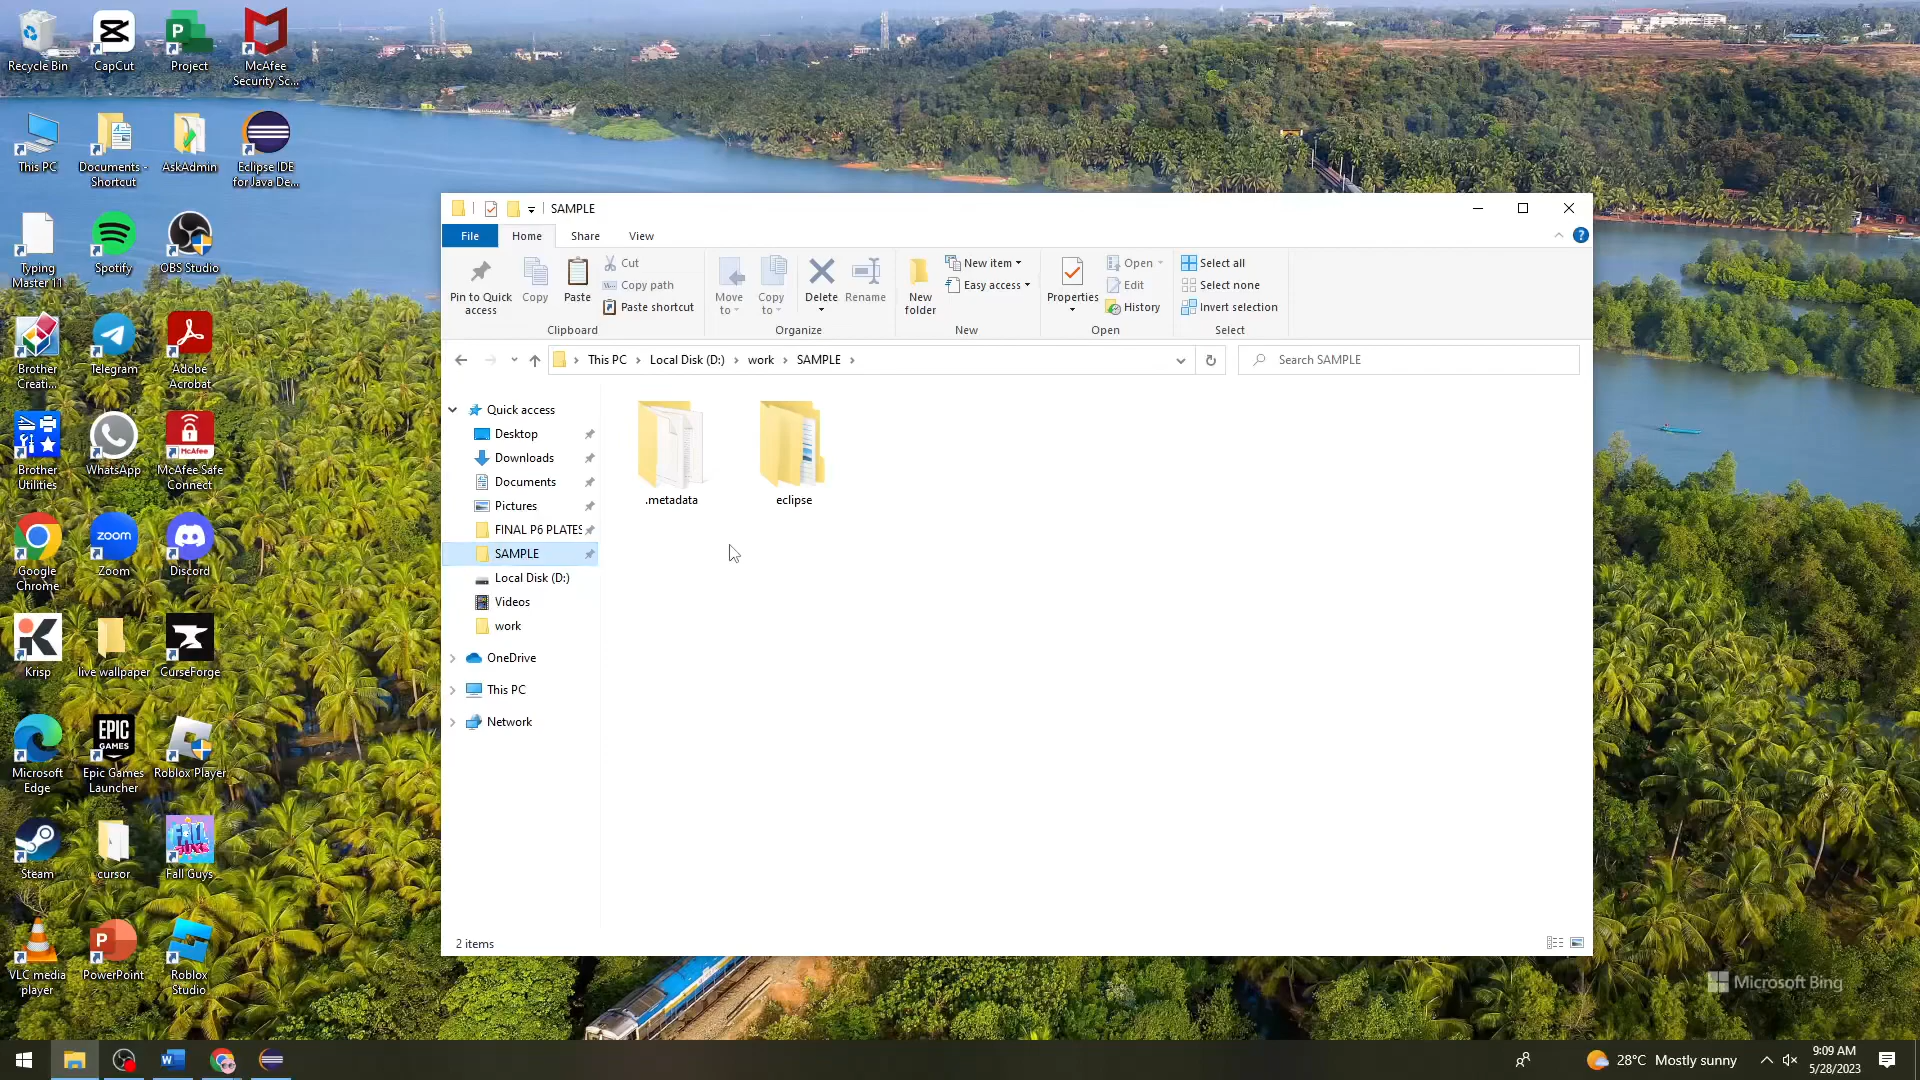 Recycle Bin
CapCut
Project
McAfee
Security Sc...
This PC
Documents -
Shortcut
AskAdmin
Eclipse IDE
for Java De...
Typing
Master 11
Spotify
OBS Studio
Brother
Creati...
Telegram
Adobe
Acrobat
Brother
Utilities
WhatsApp
McAfee
McAfee Safe
Connect
Google
Chrome
zoom
Zoom
Discord
Krisp
live wallpaper
CurseForge
Microsoft
Edge
EPIC
GAMES
Epic Games
Launcher
Roblox Player
Steam
cursor
FALL GUYS
Fall Guys
VLC media
player
PowerPoint
Roblox
Studio
SAMPLE
File
Home
Share
View
Pin to Quick
access
Copy
Paste
Cut
Copy path
Paste shortcut
Clipboard
Move
to
Copy
to
Delete
Rename
Organize
New
folder
New item
Easy access
New
Properties
Open
Edit
History
Open
Select all
Select none
Invert selection
Select
This PC
Local Disk (D:)
work
SAMPLE
Search SAMPLE
Quick access
Desktop
Downloads
Documents
Pictures
FINAL P6 PLATES
SAMPLE
Local Disk (D:)
Videos
work
OneDrive
This PC
Network
.metadata
eclipse
2 items
Microsoft Bing
28°C Mostly sunny
9:09 AM
5/28/2023